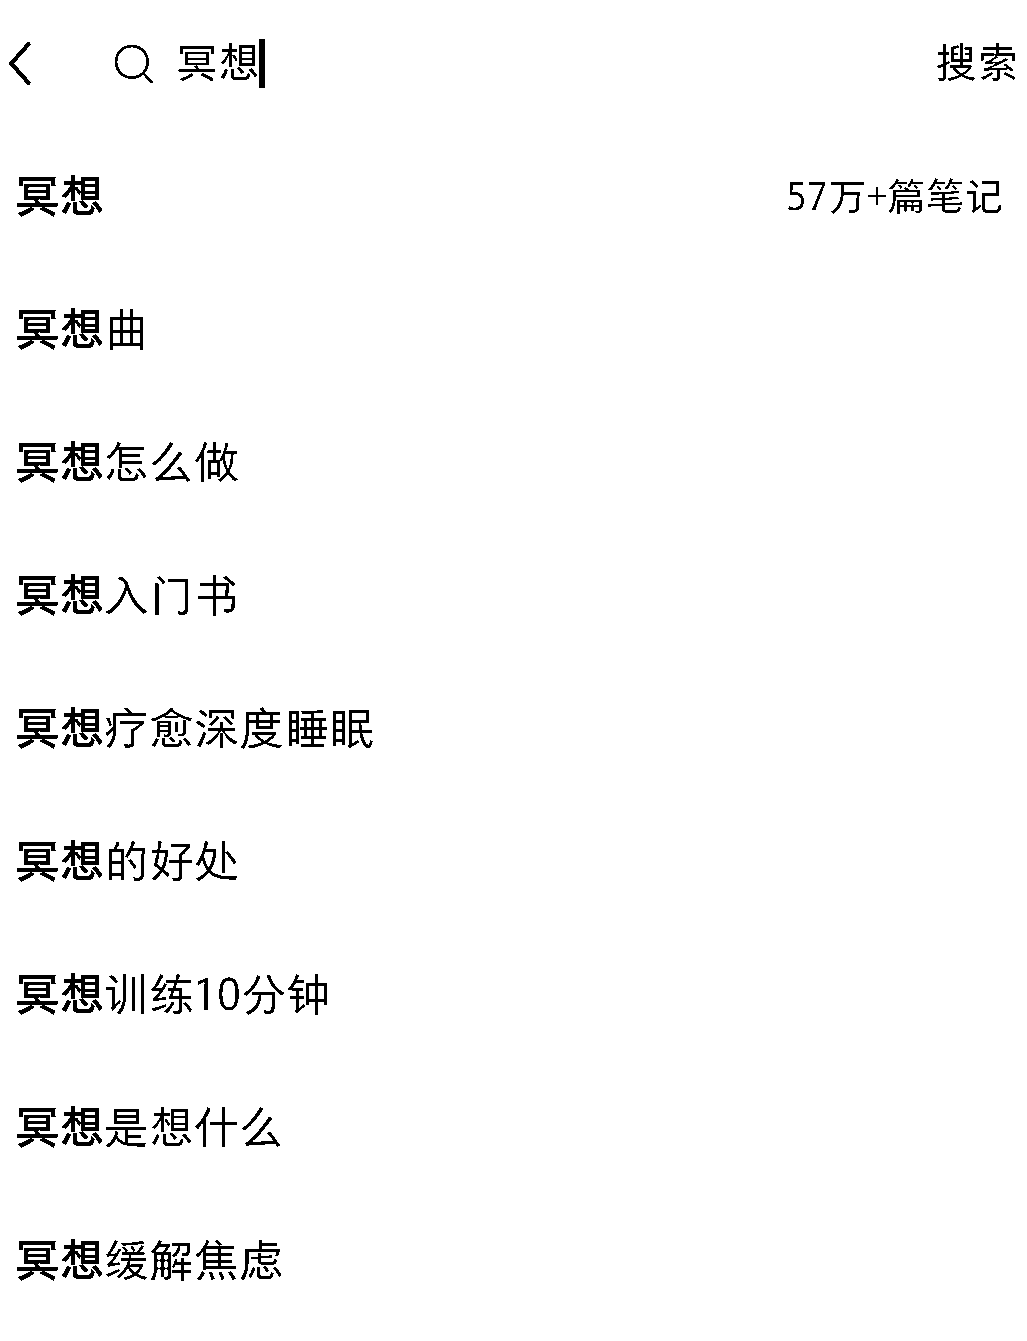 冥想 搜索
冥想 57万+篇笔记
冥想曲
冥想怎么做
冥想入门书
冥想疗愈深度睡眠
冥想的好处
冥想训练10分钟
冥想是想什么
冥想缓解焦虑